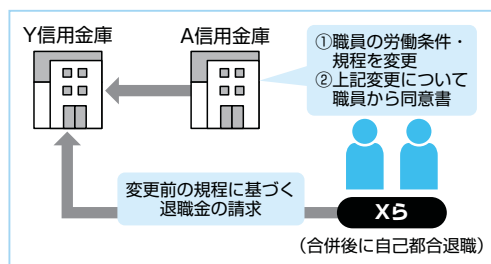 Y信用金庫
A信用金庫
①職員の労働条件・
規程を変更
②上記変更について
職員から同意書
変更前の規程に基づく
退職金の請求
Xら
(合併後に自己都合退職)